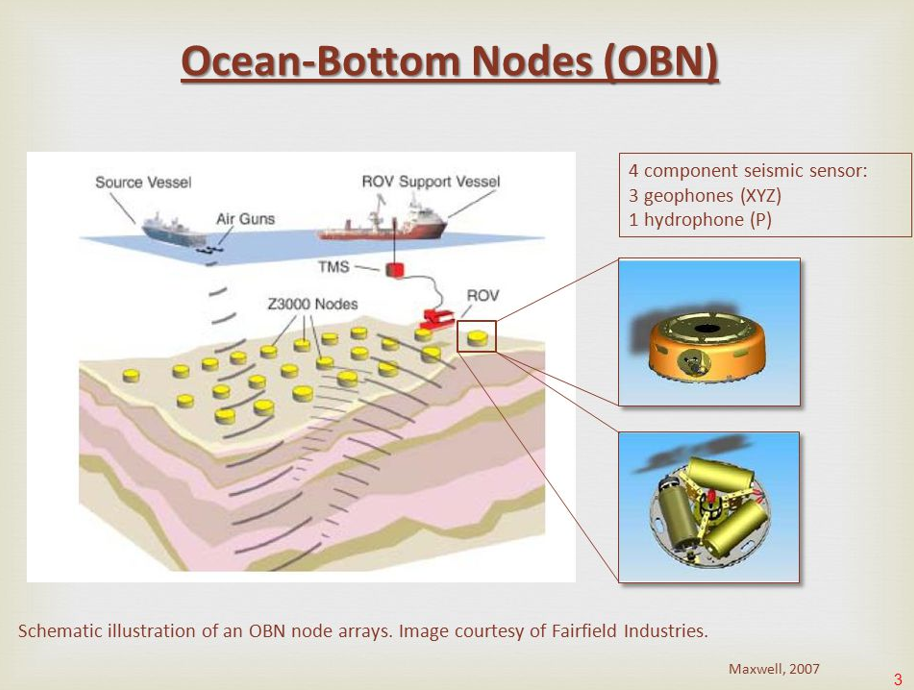 Ocean-Bottom Nodes (OBN)
Source Vessel
ROV Support Vessel
Air Guns
TMS
Z3000 Nodes
ROV
4 component seismic sensor:
3 geophones (XYZ)
1 hydrophone (P)
Schematic illustration of an OBN node arrays. Image courtesy of Fairfield Industries.
Maxwell, 2007
3